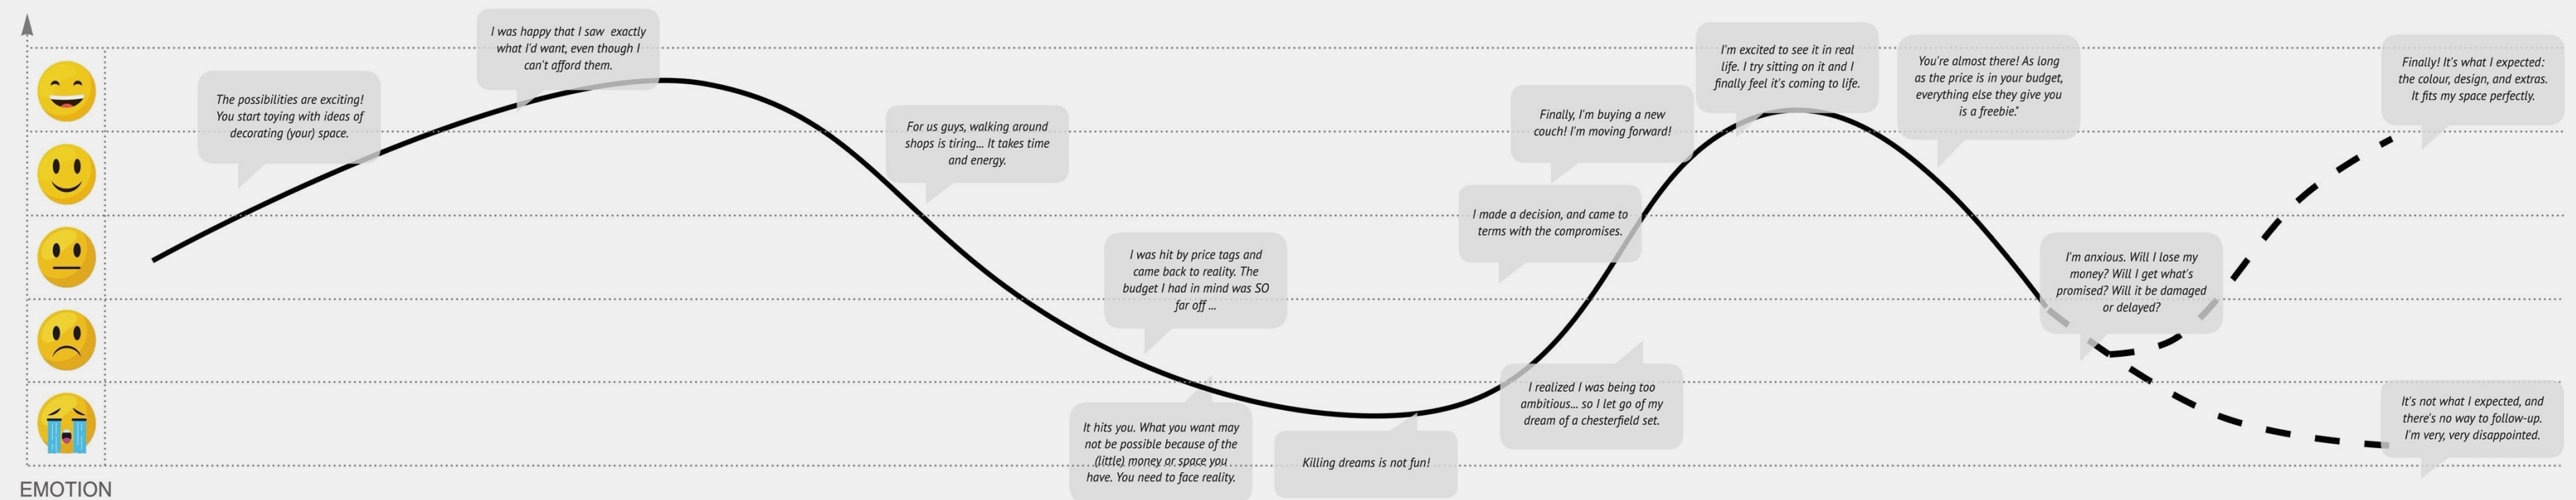 The possibilities are exciting!
You start toying with ideas of
decorating (your) space.
I was happy that I saw exactly
what I'd want, even though I
can't afford them.
For us guys, walking around
shops is tiring... It takes time
and energy.
I was hit by price tags and
came back to reality. The
budget I had in mind was SO
far off ...
It hits you. What you want may
not be possible because of the
(little) money or space you
have. You need to face reality.
Killing dreams is not fun!
I realized I was being too
ambitious... so I let go of my
dream of a chesterfield set.
I made a decision, and came to
terms with the compromises.
Finally, I'm buying a new
couch! I'm moving forward!
I'm excited to see it in real
life. I try sitting on it and I
finally feel it's coming to life.
You're almost there! As long
as the price is in your budget,
everything else they give you
is a freebie."
I'm anxious. Will I lose my
money? Will I get what's
promised? Will it be damaged
or delayed?
Finally! It's what I expected:
the colour, design, and extras.
It fits my space perfectly.
It's not what I expected, and
there's no way to follow-up.
I'm very, very disappointed.
EMOTION